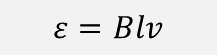 𝜀 = 𝐵𝑙𝑣